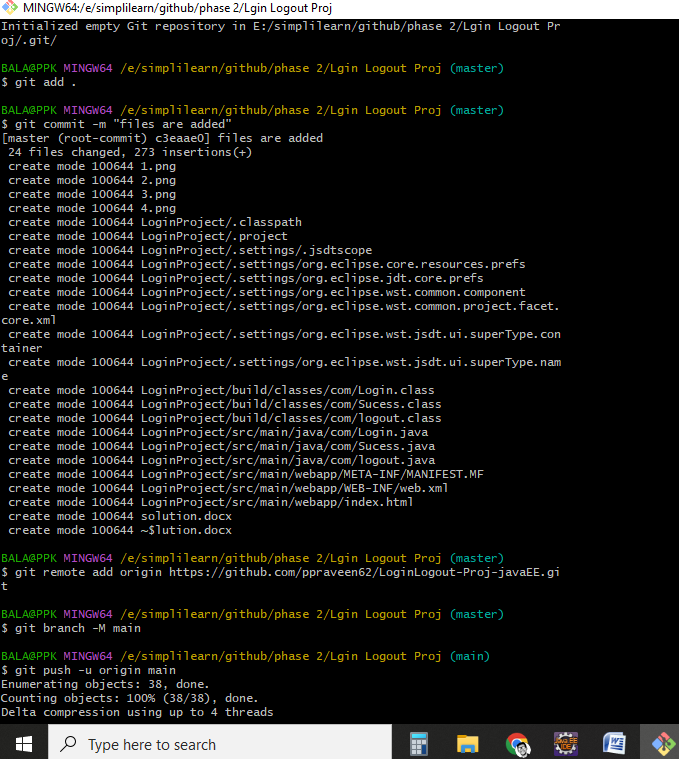 MINGW64:/e/simplilearn/github/phase 2/Lgin Logout Proj
Initialized empty Git repository in E:/simplilearn/github/phase 2/Lgin Logout Pr
oj/.git/
BALA@PPK MINGW64 /e/simplilearn/github/phase 2/Lgin Logout Proj (master)
$ git add .
BALA@PPK MINGW64 /e/simplilearn/github/phase 2/Lgin Logout Proj (master)
$ git commit -m "files are added"
[master (root-commit) c3eaae0] files are added
 24 files changed, 273 insertions(+)
 create mode 100644 1.png
 create mode 100644 2.png
 create mode 100644 3.png
 create mode 100644 4.png
 create mode 100644 LoginProject/.classpath
 create mode 100644 LoginProject/.project
 create mode 100644 LoginProject/.settings/.jsdtscope
 create mode 100644 LoginProject/.settings/org.eclipse.core.resources.prefs
 create mode 100644 LoginProject/.settings/org.eclipse.jdt.core.prefs
 create mode 100644 LoginProject/.settings/org.eclipse.wst.common.component
 create mode 100644 LoginProject/.settings/org.eclipse.wst.common.project.facet.
core.xml
 create mode 100644 LoginProject/.settings/org.eclipse.wst.jsdt.ui.superType.con
tainer
 create mode 100644 LoginProject/.settings/org.eclipse.wst.jsdt.ui.superType.nam
e
 create mode 100644 LoginProject/build/classes/com/Login.class
 create mode 100644 LoginProject/build/classes/com/Sucess.class
 create mode 100644 LoginProject/build/classes/com/logout.class
 create mode 100644 LoginProject/src/main/java/com/Login.java
 create mode 100644 LoginProject/src/main/java/com/Sucess.java
 create mode 100644 LoginProject/src/main/java/com/logout.java
 create mode 100644 LoginProject/src/main/webapp/META-INF/MANIFEST.MF
 create mode 100644 LoginProject/src/main/webapp/WEB-INF/web.xml
 create mode 100644 LoginProject/src/main/webapp/index.html
 create mode 100644 solution.docx
 create mode 100644 ~$lution.docx
BALA@PPK MINGW64 /e/simplilearn/github/phase 2/Lgin Logout Proj (master)
$ git remote add origin https://github.com/ppraveen62/LoginLogout-Proj-javaEE.gi
t
BALA@PPK MINGW64 /e/simplilearn/github/phase 2/Lgin Logout Proj (master)
$ git branch -M main
BALA@PPK MINGW64 /e/simplilearn/github/phase 2/Lgin Logout Proj (main)
$ git push -u origin main
Enumerating objects: 38, done.
Counting objects: 100% (38/38), done.
Delta compression using up to 4 threads
Type here to search
Java EE
IDE
W